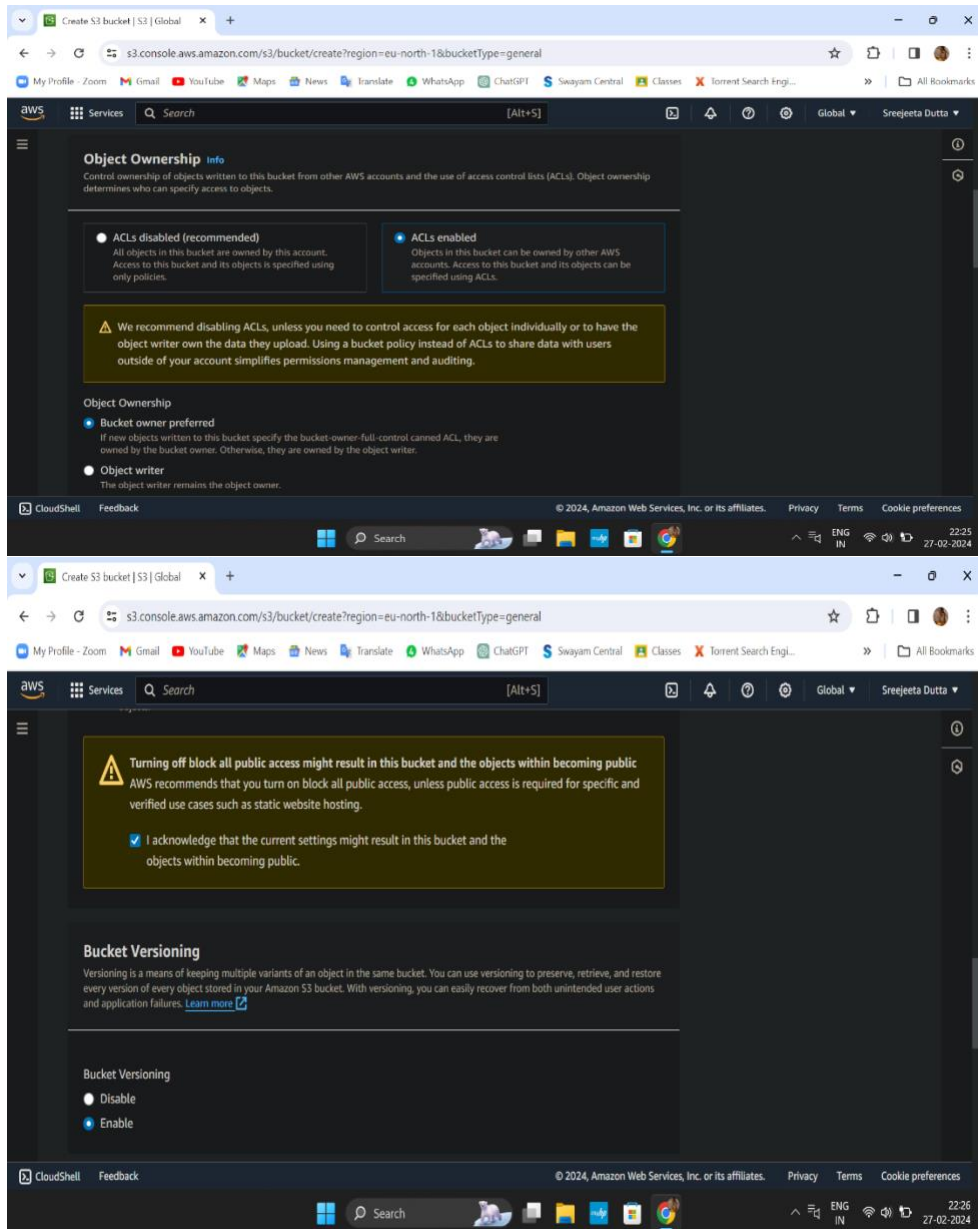 Create S3 bucket | S3 | Global
s3.console.aws.amazon.com/s3/bucket/create?region=eu-north-1&bucketType=general
My Profile - Zoom Gmail YouTube Maps News Translate WhatsApp ChatGPT Swayam Central Classes Torrent Search Engi... » All Bookmarks
aws Services Search [Alt+S] Global Sreejeeta Dutta
Object Ownership Info
Control ownership of objects written to this bucket from other AWS accounts and the use of access control lists (ACLs). Object ownership
determines who can specify access to objects.
ACLs disabled (recommended)
All objects in this bucket are owned by this account.
Access to this bucket and its objects is specified using
only policies.
ACLs enabled
Objects in this bucket can be owned by other AWS
accounts. Access to this bucket and its objects can be
specified using ACLs.
We recommend disabling ACLs, unless you need to control access for each object individually or to have the
object writer own the data they upload. Using a bucket policy instead of ACLs to share data with users
outside of your account simplifies permissions management and auditing.
Object Ownership
Bucket owner preferred
If new objects written to this bucket specify the bucket-owner-full-control canned ACL, they are
owned by the bucket owner. Otherwise, they are owned by the object writer.
Object writer
The object writer remains the object owner.
CloudShell Feedback © 2024, Amazon Web Services, Inc. or its affiliates. Privacy Terms Cookie preferences
Search ENG 22:25
IN 27-02-2024
Create S3 bucket | S3 | Global
s3.console.aws.amazon.com/s3/bucket/create?region=eu-north-1&bucketType=general
My Profile - Zoom Gmail YouTube Maps News Translate WhatsApp ChatGPT Swayam Central Classes Torrent Search Engi... » All Bookmarks
aws Services Search [Alt+S] Global Sreejeeta Dutta
Turning off block all public access might result in this bucket and the objects within becoming public
AWS recommends that you turn on block all public access, unless public access is required for specific and
verified use cases such as static website hosting.
I acknowledge that the current settings might result in this bucket and the
objects within becoming public.
Bucket Versioning
Versioning is a means of keeping multiple variants of an object in the same bucket. You can use versioning to preserve, retrieve, and restore
every version of every object stored in your Amazon S3 bucket. With versioning, you can easily recover from both unintended user actions
and application failures. Learn more
Bucket Versioning
Disable
Enable
CloudShell Feedback © 2024, Amazon Web Services, Inc. or its affiliates. Privacy Terms Cookie preferences
Search ENG 22:26
IN 27-02-2024